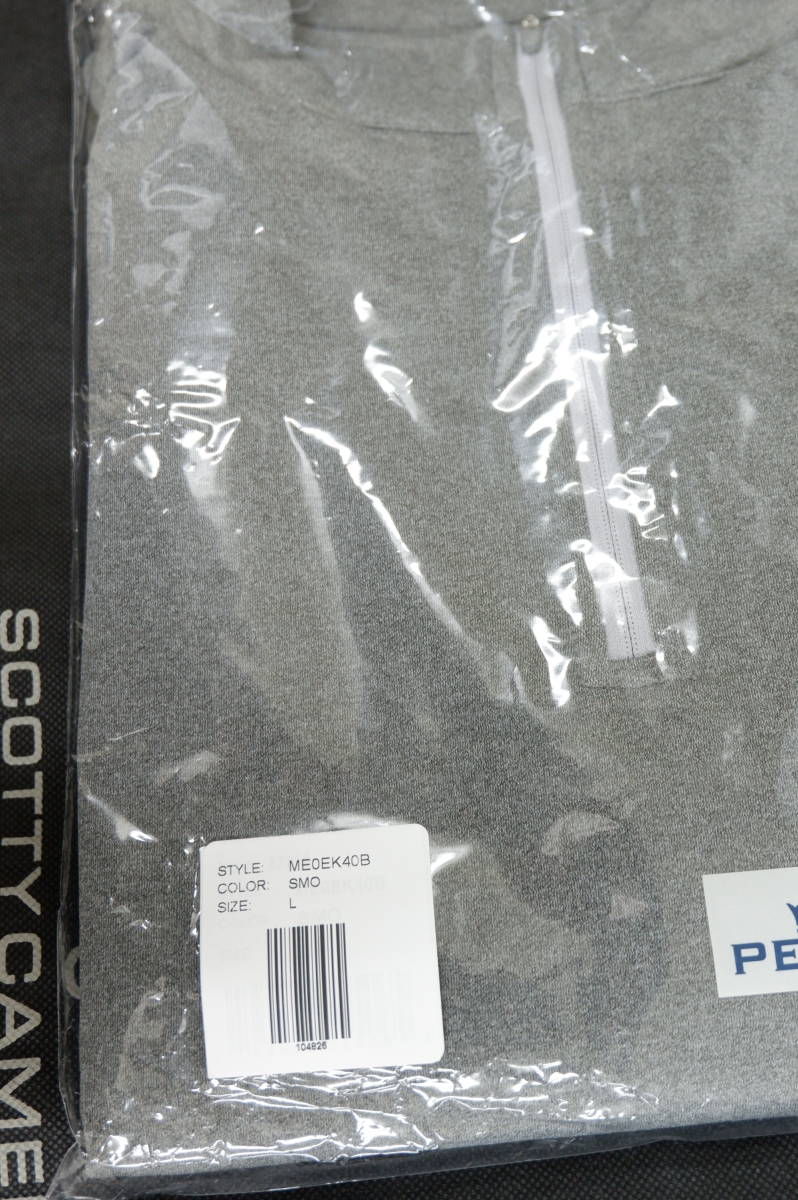 SCOTTY CAME
STYLE: ME0EK40B
COLOR: SMO
SIZE: L
104826
PE